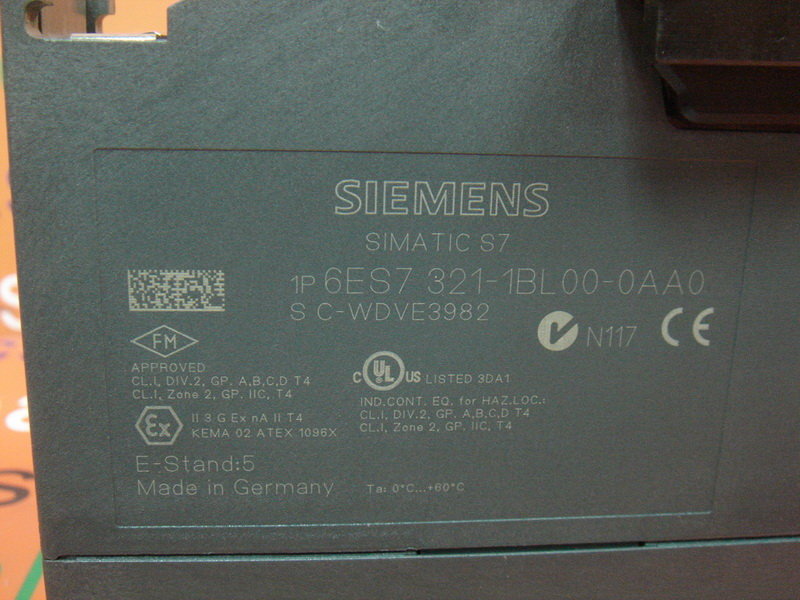 SIEMENS
SIMATIC S7
1P 6ES7 321-1BL00-0AA0
S C-WDVE3982
N117 CE
FM
APPROVED
CL.I, DIV.2, GP. A,B,C,D T4
CL.I, Zone 2, GP. IIC, T4
C UL US LISTED 3DA1
IND.CONT. EQ. for HAZ.LOC.:
CL.I, DIV.2, GP. A,B,C,D T4
CL.I, Zone 2, GP. IIC, T4
Ex II 3 G Ex nA II T4
KEMA 02 ATEX 1096X
E-Stand:5
Made in Germany
Ta: 0°C...+60°C